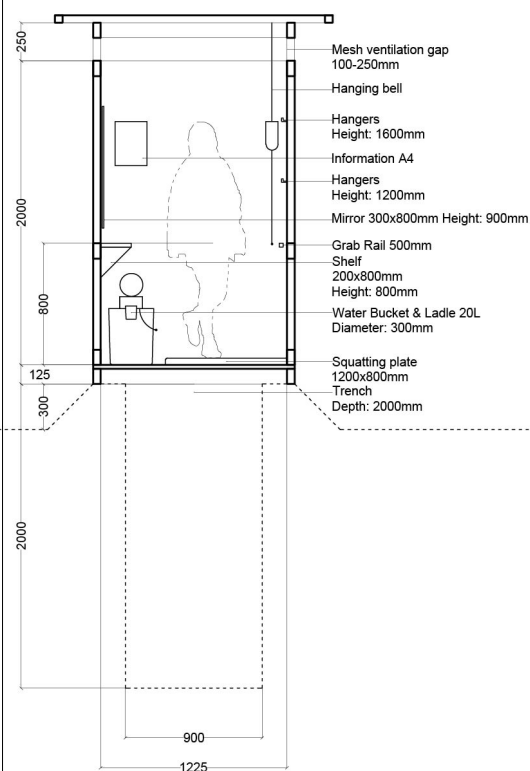 250
Mesh ventilation gap
100-250mm
Hanging bell
Hangers
Height: 1600mm
Information A4
Hangers
Height: 1200mm
2000
Mirror 300x800mm Height: 900mm
Grab Rail 500mm
Shelf
200x800mm
Height: 800mm
800
Water Bucket & Ladle 20L
Diameter: 300mm
Squatting plate
1200x800mm
125
Trench
Depth: 2000mm
300
2000
900
1225